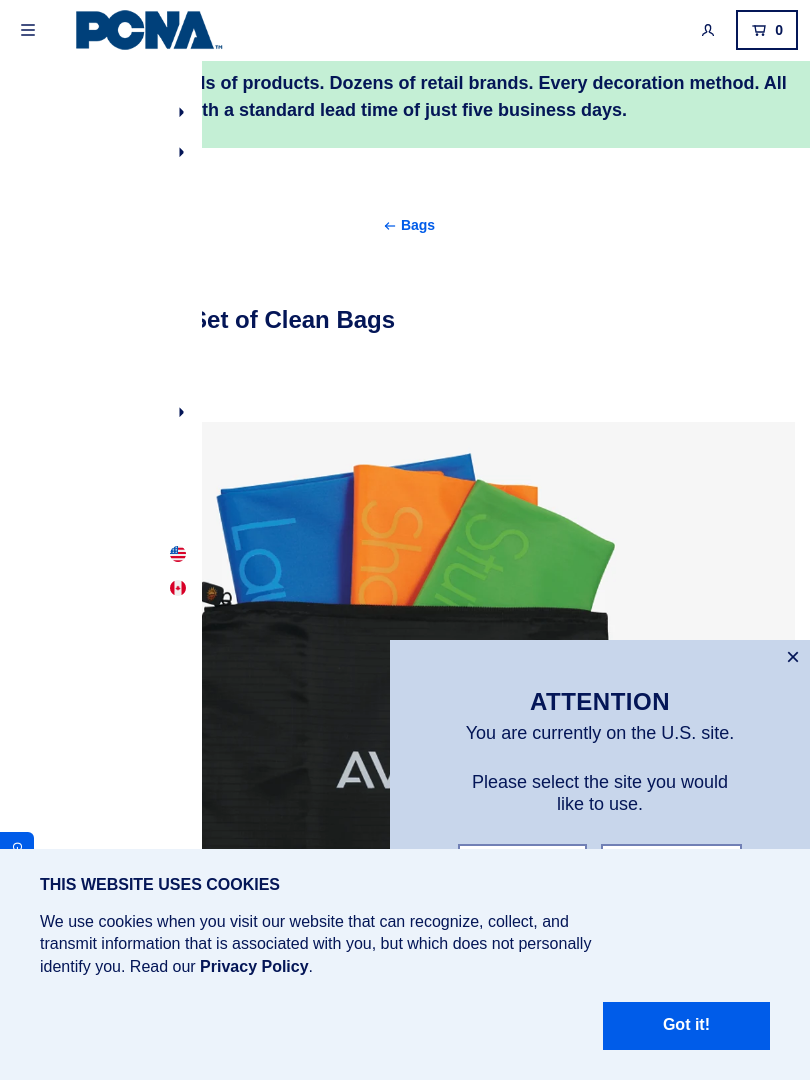 PCNA™
0
ls of products. Dozens of retail brands. Every decoration method. All
th a standard lead time of just five business days.
← Bags
Set of Clean Bags
ATTENTION
You are currently on the U.S. site.
Please select the site you would
like to use.
THIS WEBSITE USES COOKIES
We use cookies when you visit our website that can recognize, collect, and
transmit information that is associated with you, but which does not personally
identify you. Read our Privacy Policy.
Got it!